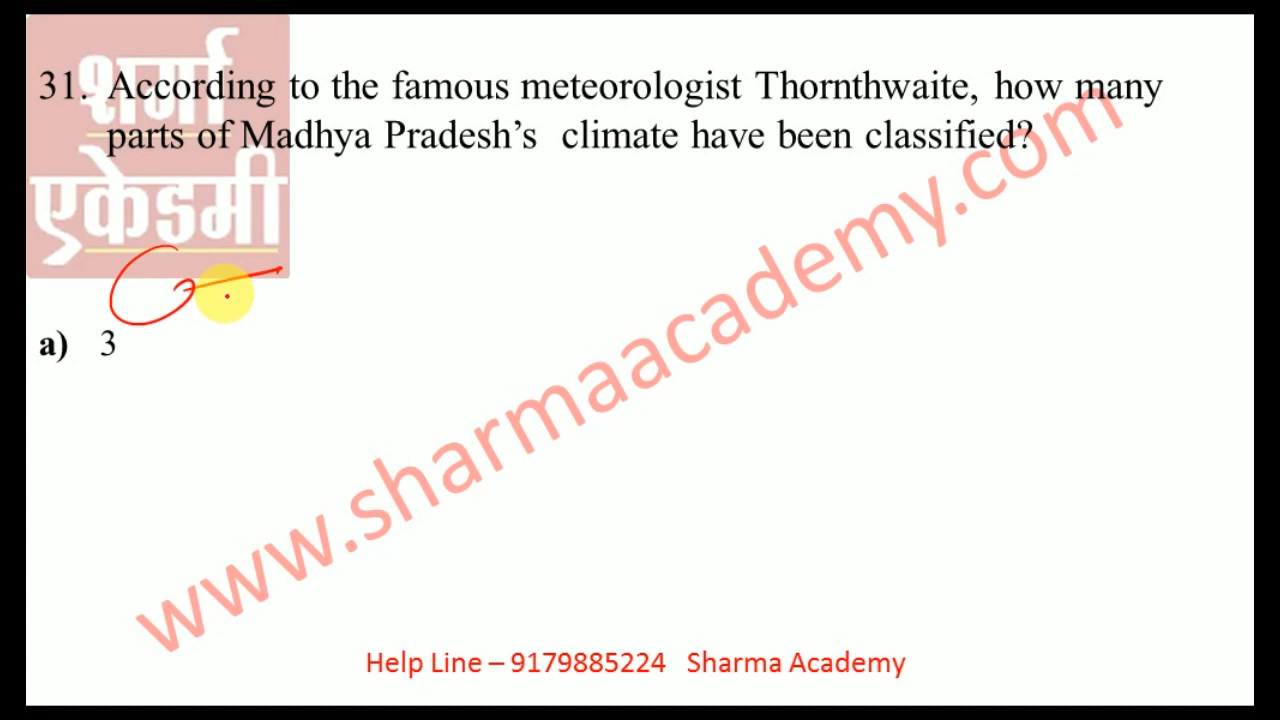 शर्मा
एकेडमी
31. According to the famous meteorologist Thornthwaite, how many
parts of Madhya Pradesh’s climate have been classified?
a) 3
www.sharmaacademy.com
Help Line – 9179885224 Sharma Academy